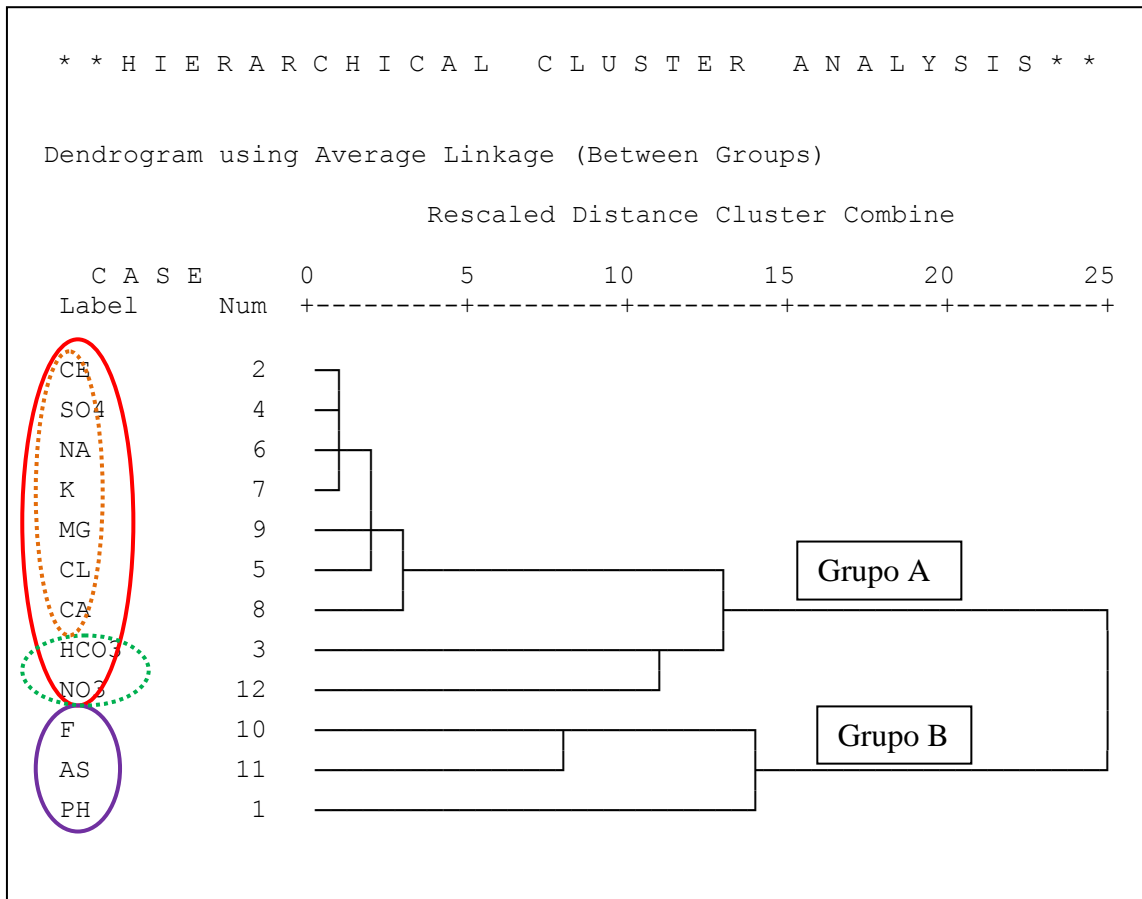 * * H I E R A R C H I C A L   C L U S T E R   A N A L Y S I S * *
Dendrogram using Average Linkage (Between Groups)
Rescaled Distance Cluster Combine
C A S E 0 5 10 15 20 25
Label Num +---------+---------+---------+---------+---------+
CE 2
SO4 4
NA 6
K 7
MG 9
CL 5
Grupo A
CA 8
HCO3 3
NO3 12
F 10
Grupo B
AS 11
PH 1